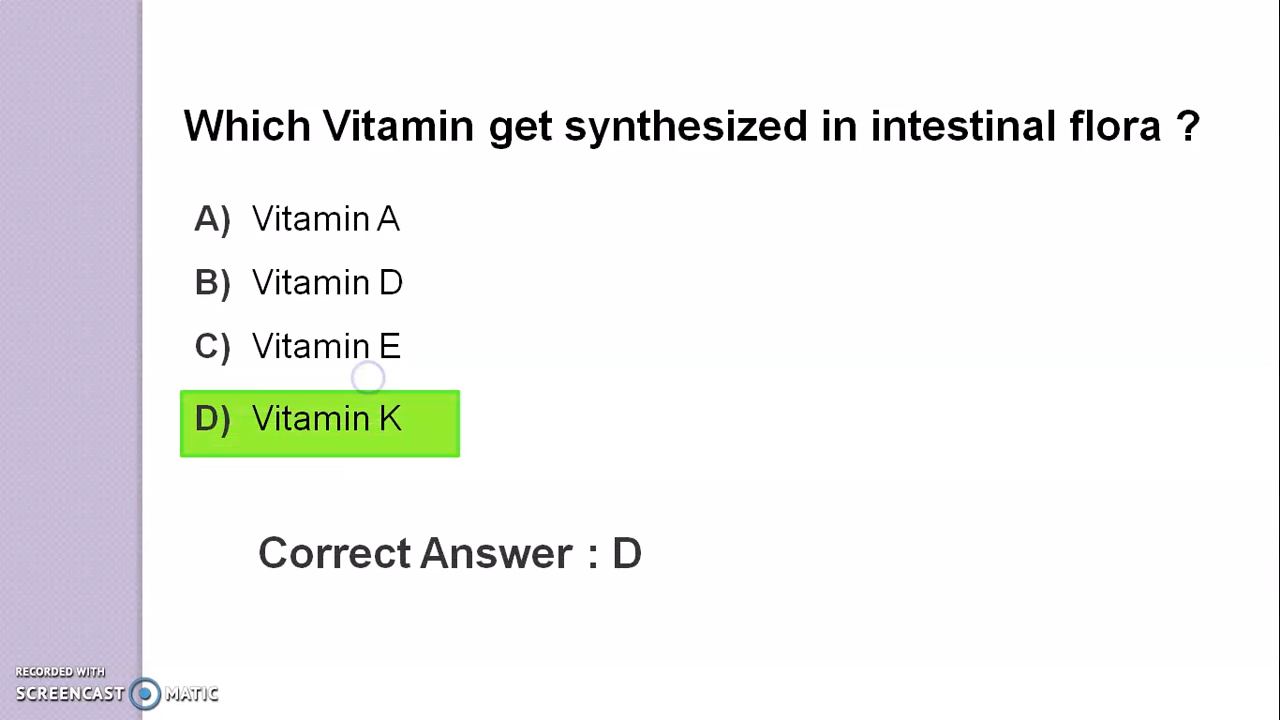 Which Vitamin get synthesized in intestinal flora ?
A) Vitamin A
B) Vitamin D
C) Vitamin E
D) Vitamin K
Correct Answer : D
RECORDED WITH
SCREENCAST MATIC